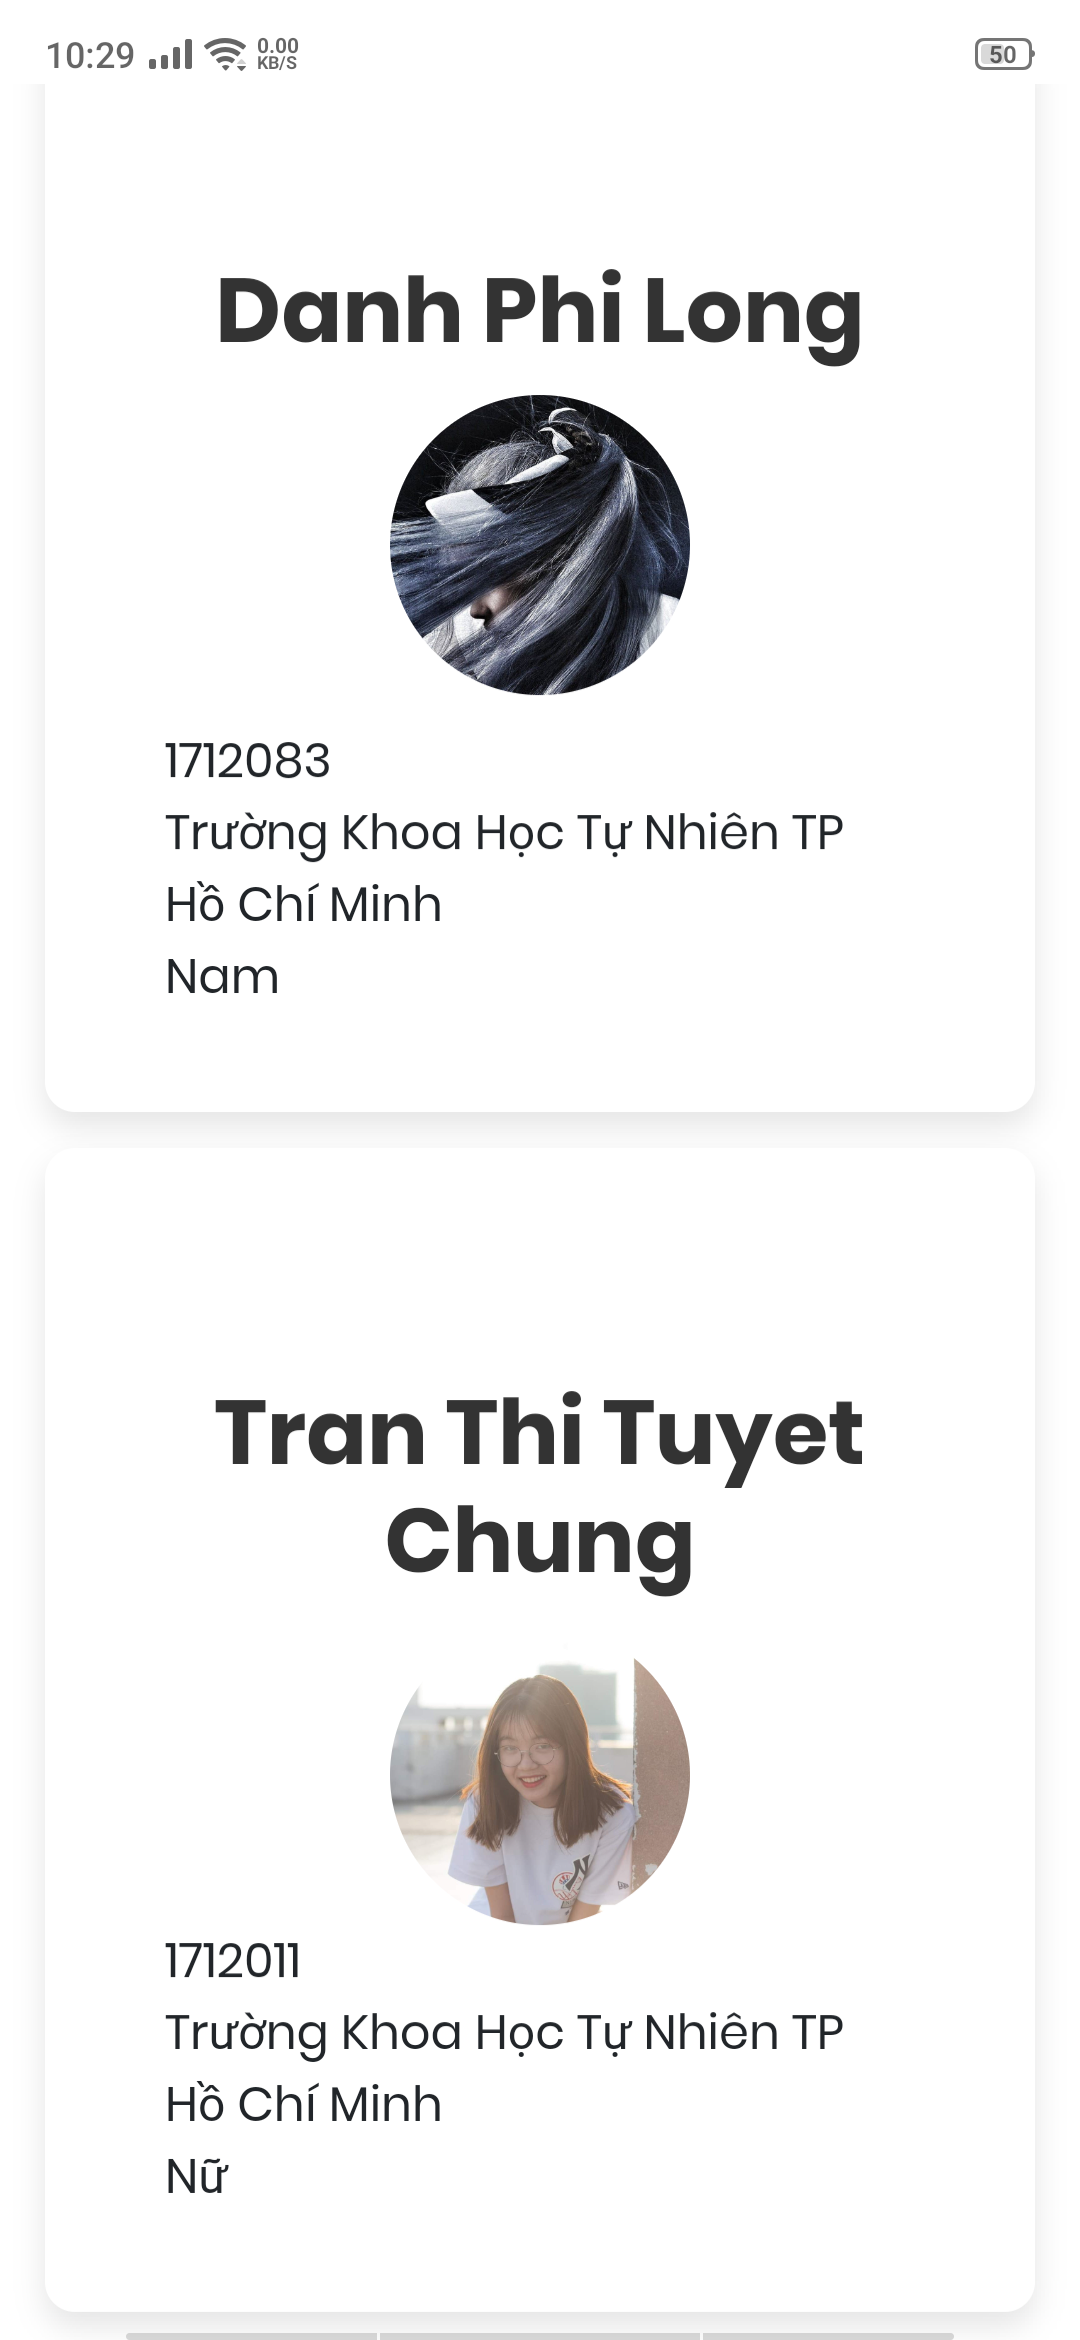 10:29 0.00 KB/S 50
Danh Phi Long
1712083
Trường Khoa Học Tự Nhiên TP
Hồ Chí Minh
Nam
Tran Thi Tuyet
Chung
1712011
Trường Khoa Học Tự Nhiên TP
Hồ Chí Minh
Nữ